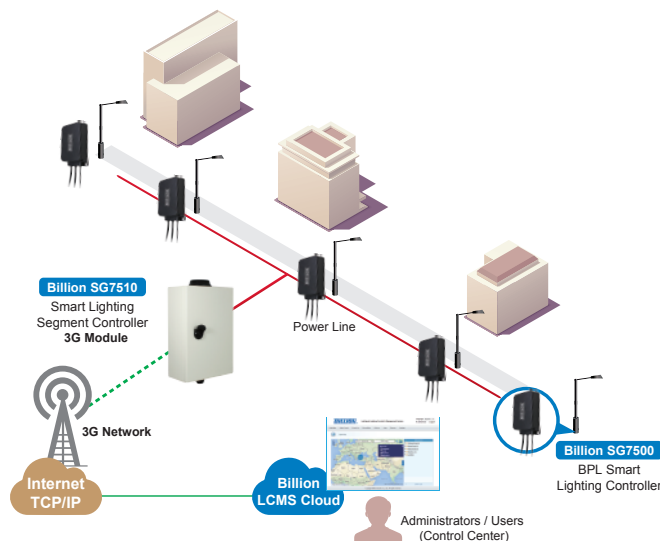 Billion SG7510
Smart Lighting
Segment Controller
3G Module
Power Line
3G Network
Internet
TCP/IP
Billion
LCMS Cloud
BILLION
Billion SG7500
BPL Smart
Lighting Controller
Administrators / Users
(Control Center)